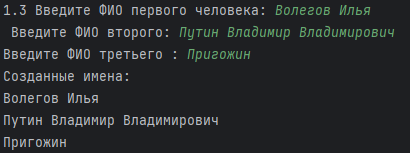 1.3 Введите ФИО первого человека: Волегов Илья
Введите ФИО второго: Путин Владимир Владимирович
Введите ФИО третьего : Пригожин
Созданные имена:
Волегов Илья
Путин Владимир Владимирович
Пригожин